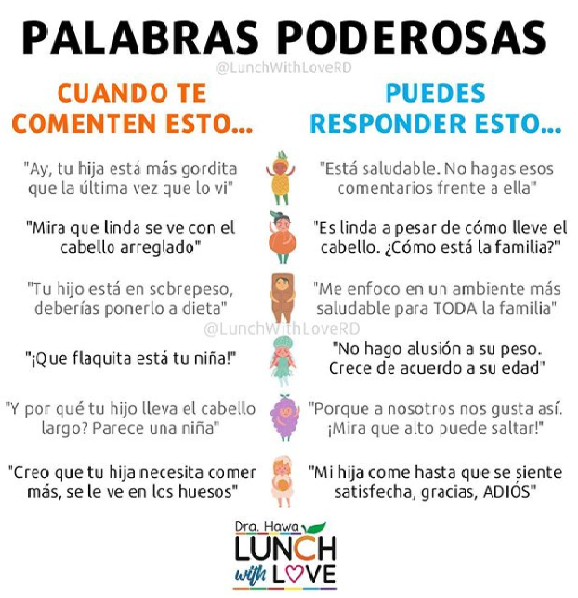 PALABRAS PODEROSAS
@LunchWithLoveRD
CUANDO TE
COMENTEN ESTO...
PUEDES
RESPONDER ESTO...
"Ay, tu hija está más gordita
que la última vez que lo vi"
"Está saludable. No hagas esos
comentarios frente a ella"
"Mira que linda se ve con el
cabello arreglado"
"Es linda a pesar de cómo lleve el
cabello. ¿Cómo está la familia?"
"Tu hijo está en sobrepeso,
deberías ponerlo a dieta"
"Me enfoco en un ambiente más
saludable para TODA la familia"
@LunchWithLoveRD
"¡Que flaquita está tu niña!"
"No hago alusión a su peso.
Crece de acuerdo a su edad"
"Y por qué tu hijo lleva el cabello
largo? Parece una niña"
"Porque a nosotros nos gusta así.
¡Mira que alto puede saltar!"
"Creo que tu hija necesita comer
más, se le ve en los huesos"
"Mi hija come hasta que se siente
satisfecha, gracias, ADIÓS"
Dra. Hawa
LUNCH
with LOVE